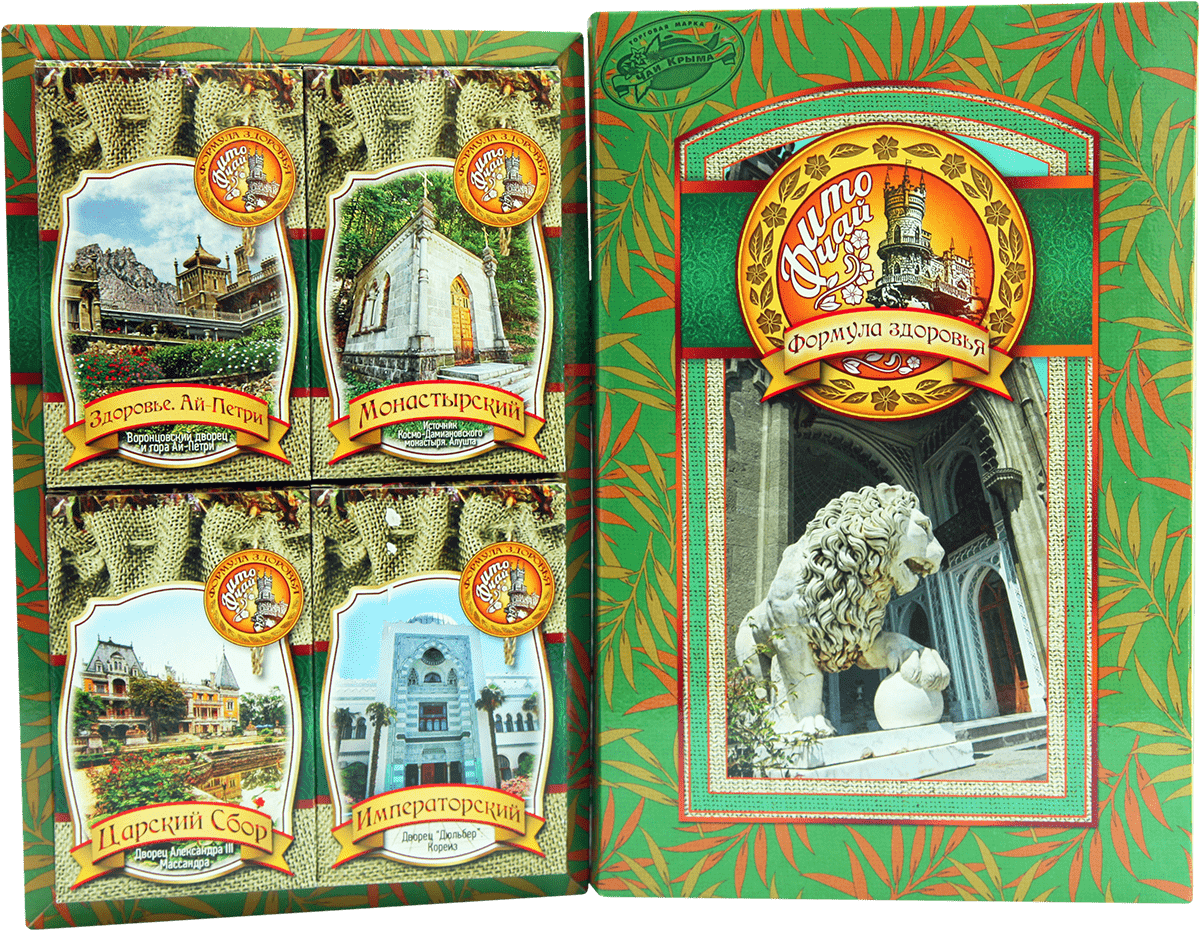 ФОРМУЛА ЗДОРОВЬЯ
Фито
Чай
Здоровье. Ай-Петри
Воронцовский дворец
и гора Ай-Петри
ФОРМУЛА ЗДОРОВЬЯ
Фито
Чай
Монастырский
Источник
Космо-Дамиановского
монастыря. Алушта
ФОРМУЛА ЗДОРОВЬЯ
Фито
Чай
Царский Сбор
Дворец Александра III
Массандра
ФОРМУЛА ЗДОРОВЬЯ
Фито
Чай
Императорский
Дворец "Дюльбер"
Кореиз
ТОРГОВАЯ МАРКА
Чаи Крыма
Фито
Чай
Формула здоровья